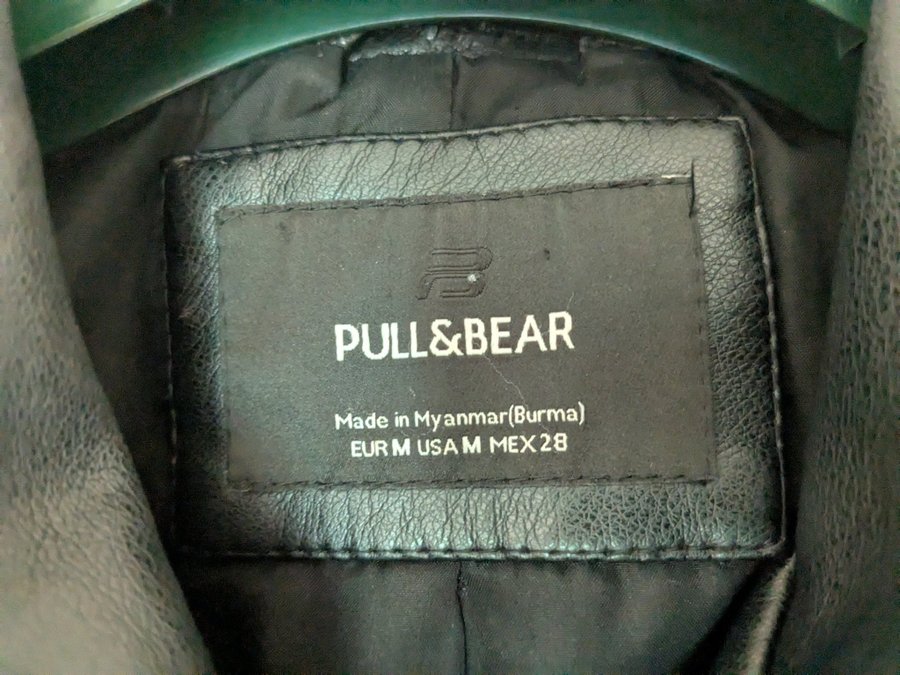 PULL&BEAR
Made in Myanmar(Burma)
EUR M USA M MEX 28